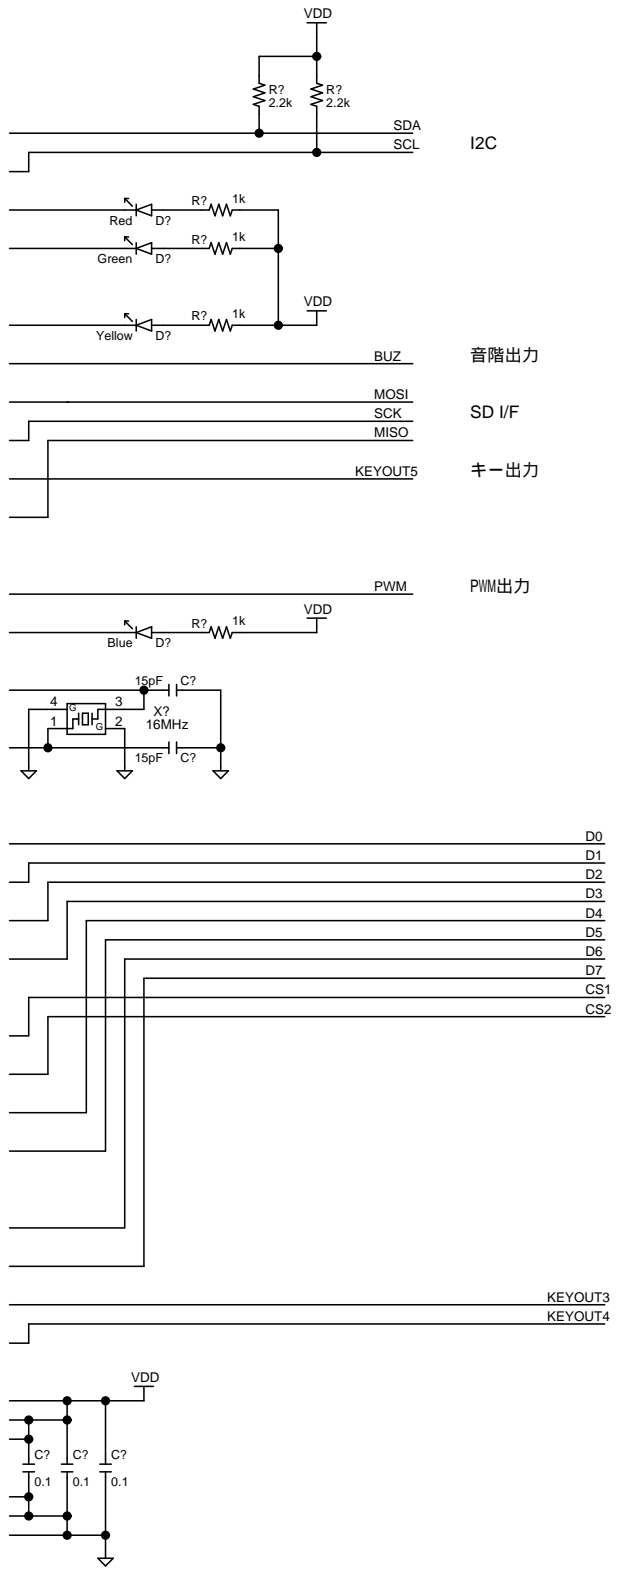 VDD
R?
2.2k
R?
2.2k
SDA
SCL
I2C
R?
1k
Red
D?
R?
1k
Green
D?
VDD
R?
1k
Yellow
D?
BUZ
音階出力
MOSI
SCK
SD I/F
MISO
KEYOUT5
キー出力
PWM
PWM出力
VDD
R?
1k
Blue
D?
15pF
C?
4
G
3
X?
1
G
2
16MHz
15pF
C?
D0
D1
D2
D3
D4
D5
D6
D7
CS1
CS2
KEYOUT3
KEYOUT4
VDD
C?
C?
C?
0.1
0.1
0.1